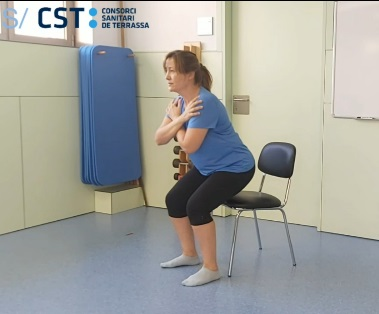 S/ CST:
CONSORCI
SANITARI
DE TERRASSA